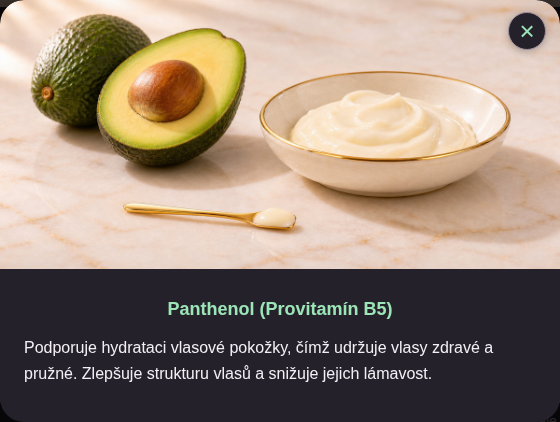 Panthenol (Provitamín B5)
Podporuje hydrataci vlasové pokožky, čímž udržuje vlasy zdravé a
pružné. Zlepšuje strukturu vlasů a snižuje jejich lámavost.